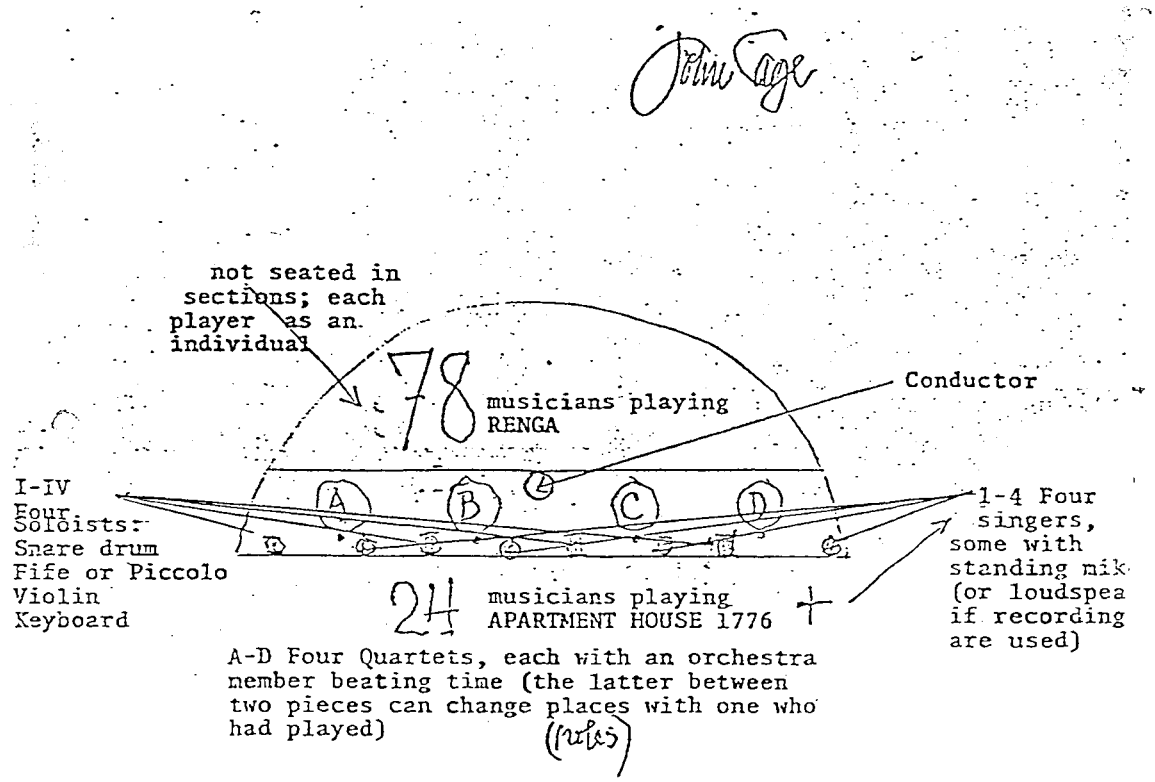 John Cage
not seated in
sections; each
player as an
individual
78
musicians playing
RENGA
Conductor
A
B
C
D
I-IV
Four
Soloists:
Snare drum
Fife or Piccolo
Violin
Keyboard
1-4 Four
singers,
some with
standing mik
(or loudspea
if recording
are used)
24
musicians playing
APARTMENT HOUSE 1776
+
A-D Four Quartets, each with an orchestra
member beating time (the latter between
two pieces can change places with one who
had played)
(roles)